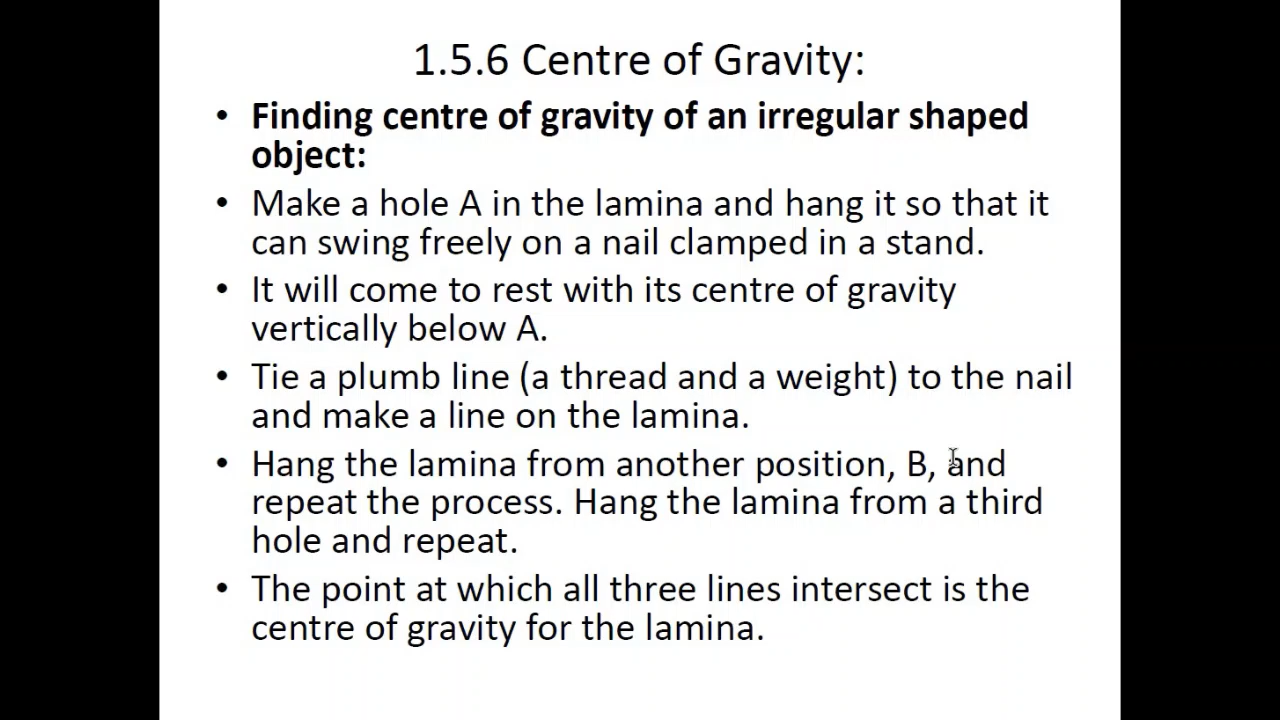 1.5.6 Centre of Gravity:
• Finding centre of gravity of an irregular shaped
object:
• Make a hole A in the lamina and hang it so that it
can swing freely on a nail clamped in a stand.
• It will come to rest with its centre of gravity
vertically below A.
• Tie a plumb line (a thread and a weight) to the nail
and make a line on the lamina.
• Hang the lamina from another position, B, and
repeat the process. Hang the lamina from a third
hole and repeat.
• The point at which all three lines intersect is the
centre of gravity for the lamina.